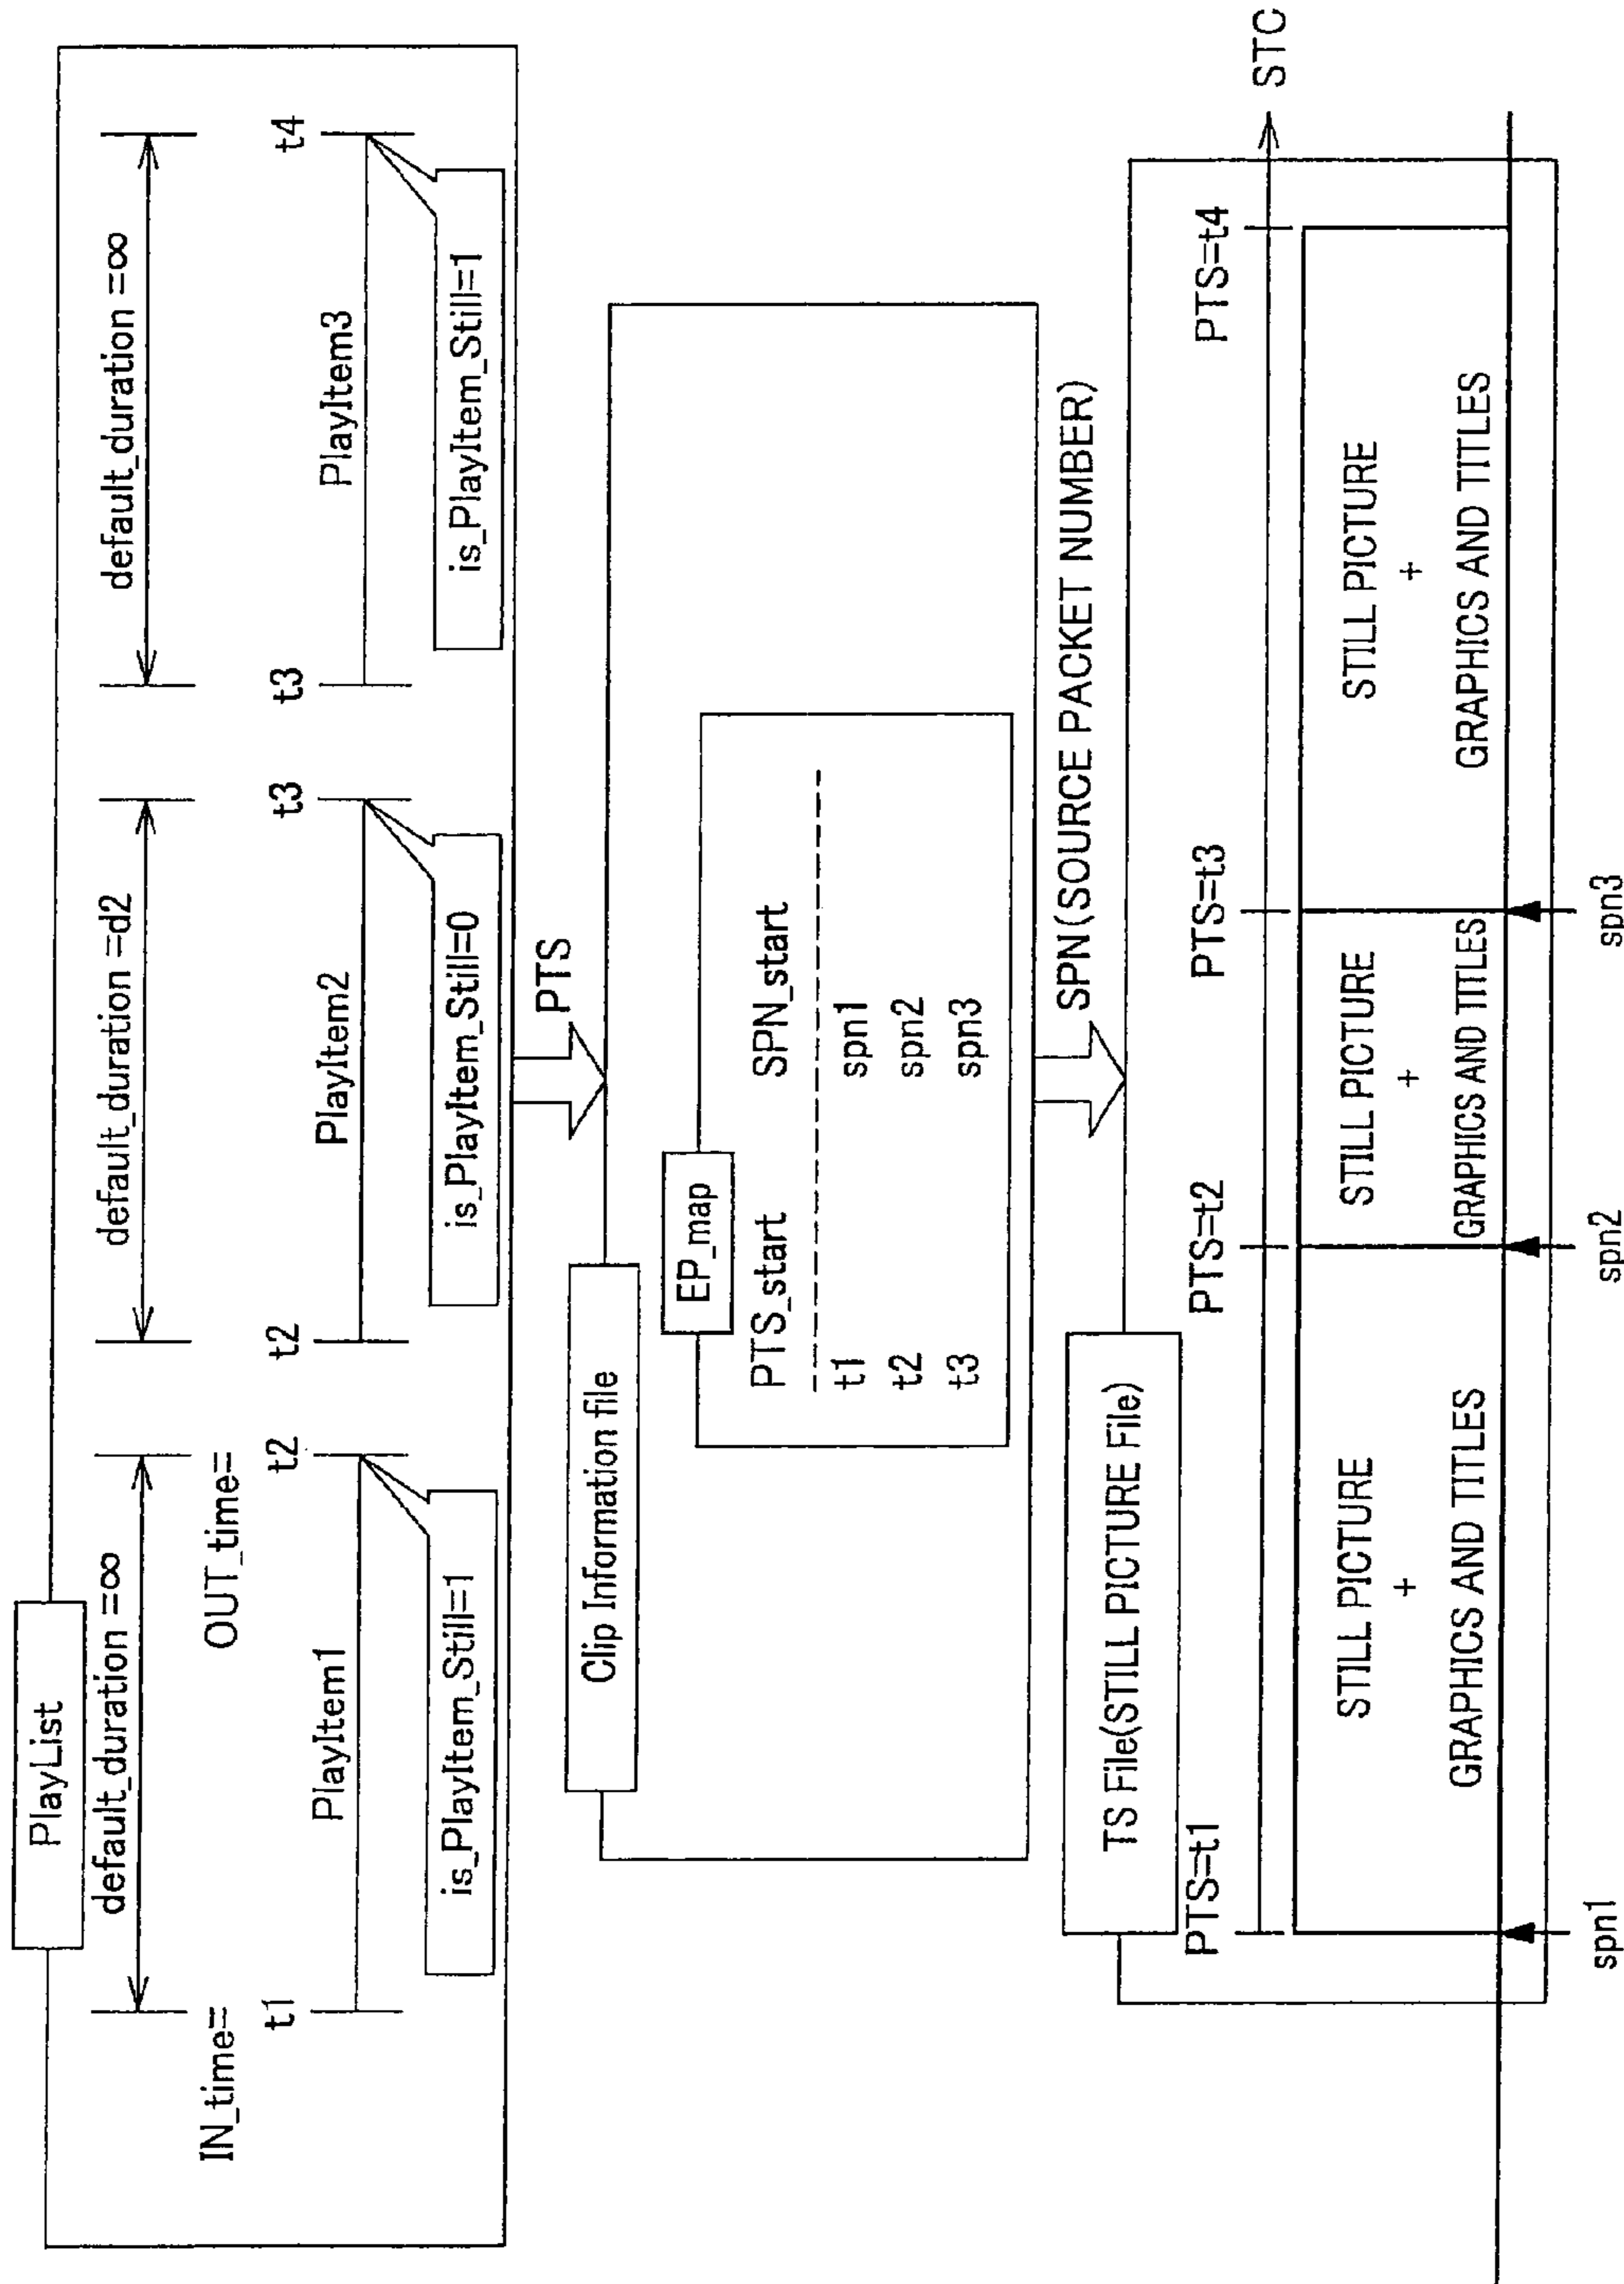 PlayList
default_duration =∞
default_duration =d2
default_duration =∞
IN_time=
OUT_time=
t1
t2
t2
t3
t3
t4
PlayItem1
PlayItem2
PlayItem3
is_PlayItem_Still=1
is_PlayItem_Still=0
is_PlayItem_Still=1
PTS
Clip Information file
EP_map
PTS_start SPN_start
t1 spn1
t2 spn2
t3 spn3
SPN(SOURCE PACKET NUMBER)
TS File(STILL PICTURE File)
PTS=t1
PTS=t2
PTS=t3
PTS=t4
STC
STILL PICTURE
+
GRAPHICS AND TITLES
STILL PICTURE
+
GRAPHICS AND TITLES
STILL PICTURE
+
GRAPHICS AND TITLES
spn1
spn2
spn3